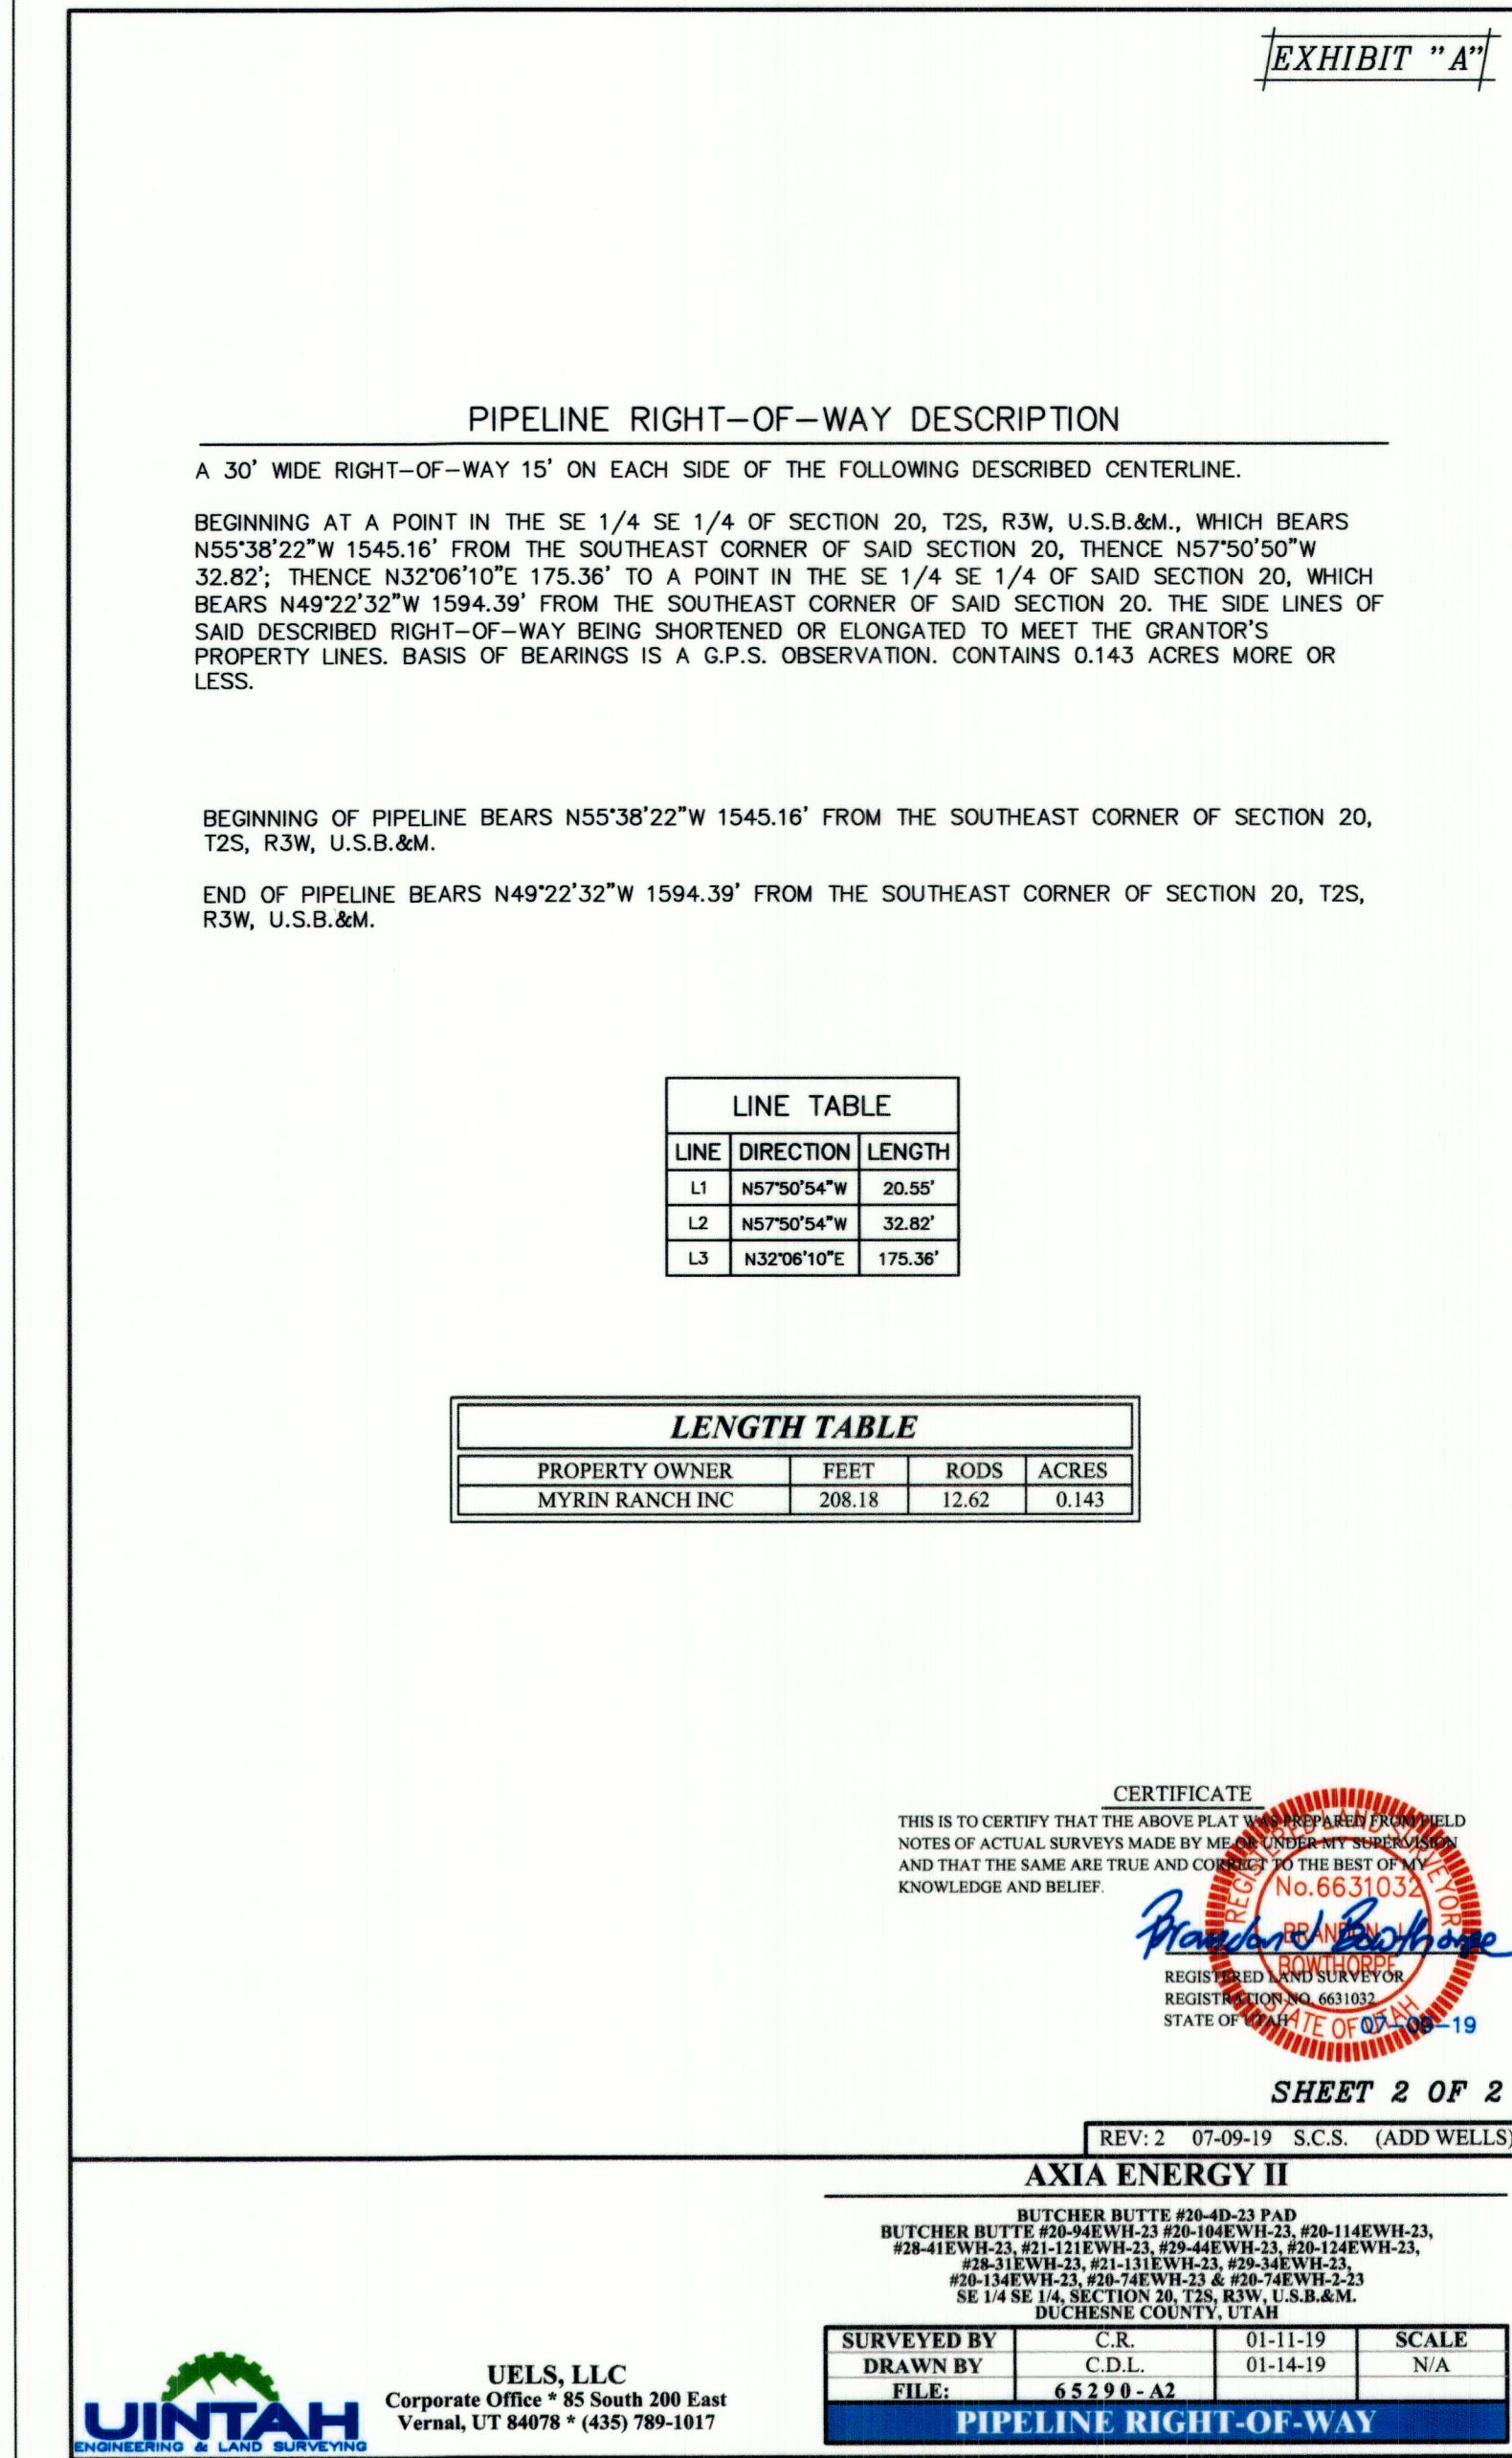 EXHIBIT "A"
PIPELINE RIGHT-OF-WAY DESCRIPTION
A 30' WIDE RIGHT-OF-WAY 15' ON EACH SIDE OF THE FOLLOWING DESCRIBED CENTERLINE.
BEGINNING AT A POINT IN THE SE 1/4 SE 1/4 OF SECTION 20, T2S, R3W, U.S.B.&M., WHICH BEARS
N55°38'22"W 1545.16' FROM THE SOUTHEAST CORNER OF SAID SECTION 20, THENCE N57°50'50"W
32.82'; THENCE N32°06'10"E 175.36' TO A POINT IN THE SE 1/4 SE 1/4 OF SAID SECTION 20, WHICH
BEARS N49°22'32"W 1594.39' FROM THE SOUTHEAST CORNER OF SAID SECTION 20. THE SIDE LINES OF
SAID DESCRIBED RIGHT-OF-WAY BEING SHORTENED OR ELONGATED TO MEET THE GRANTOR'S
PROPERTY LINES. BASIS OF BEARINGS IS A G.P.S. OBSERVATION. CONTAINS 0.143 ACRES MORE OR
LESS.
BEGINNING OF PIPELINE BEARS N55°38'22"W 1545.16' FROM THE SOUTHEAST CORNER OF SECTION 20,
T2S, R3W, U.S.B.&M.
END OF PIPELINE BEARS N49°22'32"W 1594.39' FROM THE SOUTHEAST CORNER OF SECTION 20, T2S,
R3W, U.S.B.&M.
LINE TABLE
LINE DIRECTION LENGTH
L1 N57°50'54"W 20.55'
L2 N57°50'54"W 32.82'
L3 N32°06'10"E 175.36'
LENGTH TABLE
PROPERTY OWNER FEET RODS ACRES
MYRIN RANCH INC 208.18 12.62 0.143
CERTIFICATE
THIS IS TO CERTIFY THAT THE ABOVE PLAT WAS PREPARED FROM FIELD
NOTES OF ACTUAL SURVEYS MADE BY ME OR UNDER MY SUPERVISION
AND THAT THE SAME ARE TRUE AND CORRECT TO THE BEST OF MY
KNOWLEDGE AND BELIEF.
REGISTERED LAND SURVEYOR
No.6631032
BRANDON J.
BOWTHORPE
STATE OF UTAH
Brandon J Bowthorpe
REGISTERED LAND SURVEYOR
REGISTRATION NO. 6631032
STATE OF UTAH
07-09-19
SHEET 2 OF 2
REV: 2 07-09-19 S.C.S. (ADD WELLS)
AXIA ENERGY II
BUTCHER BUTTE #20-4D-23 PAD
BUTCHER BUTTE #20-94EWH-23 #20-104EWH-23, #20-114EWH-23,
#28-41EWH-23, #21-121EWH-23, #29-44EWH-23, #20-124EWH-23,
#28-31EWH-23, #21-131EWH-23, #29-34EWH-23,
#20-134EWH-23, #20-74EWH-23 & #20-74EWH-2-23
SE 1/4 SE 1/4, SECTION 20, T2S, R3W, U.S.B.&M.
DUCHESNE COUNTY, UTAH
SURVEYED BY C.R. 01-11-19 SCALE
DRAWN BY C.D.L. 01-14-19 N/A
FILE: 65290-A2
PIPELINE RIGHT-OF-WAY
UINTAH
ENGINEERING & LAND SURVEYING
UELS, LLC
Corporate Office * 85 South 200 East
Vernal, UT 84078 * (435) 789-1017